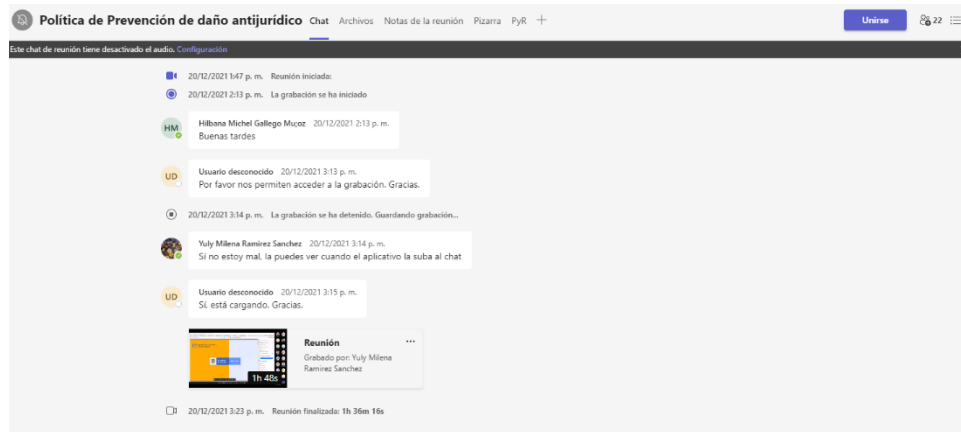 Política de Prevención de daño antijurídico Chat Archivos Notas de la reunión Pizarra PyR Unirse 22
Este chat de reunión tiene desactivado el audio. Configuración
20/12/2021 1:47 p. m. Reunión iniciada:
20/12/2021 2:13 p. m. La grabación se ha iniciado
HM
Hilbana Michel Gallego Mu;oz 20/12/2021 2:13 p. m.
Buenas tardes
UD
Usuario desconocido 20/12/2021 3:13 p. m.
Por favor nos permiten acceder a la grabación. Gracias.
20/12/2021 3:14 p. m. La grabación se ha detenido. Guardando grabación...
Yuly Milena Ramirez Sanchez 20/12/2021 3:14 p. m.
Sí no estoy mal, la puedes ver cuando el aplicativo la suba al chat
UD
Usuario desconocido 20/12/2021 3:15 p. m.
Sí. está cargando. Gracias.
Reunión
Grabado por: Yuly Milena
Ramirez Sanchez
1h 48s
20/12/2021 3:23 p. m. Reunión finalizada: 1h 36m 16s